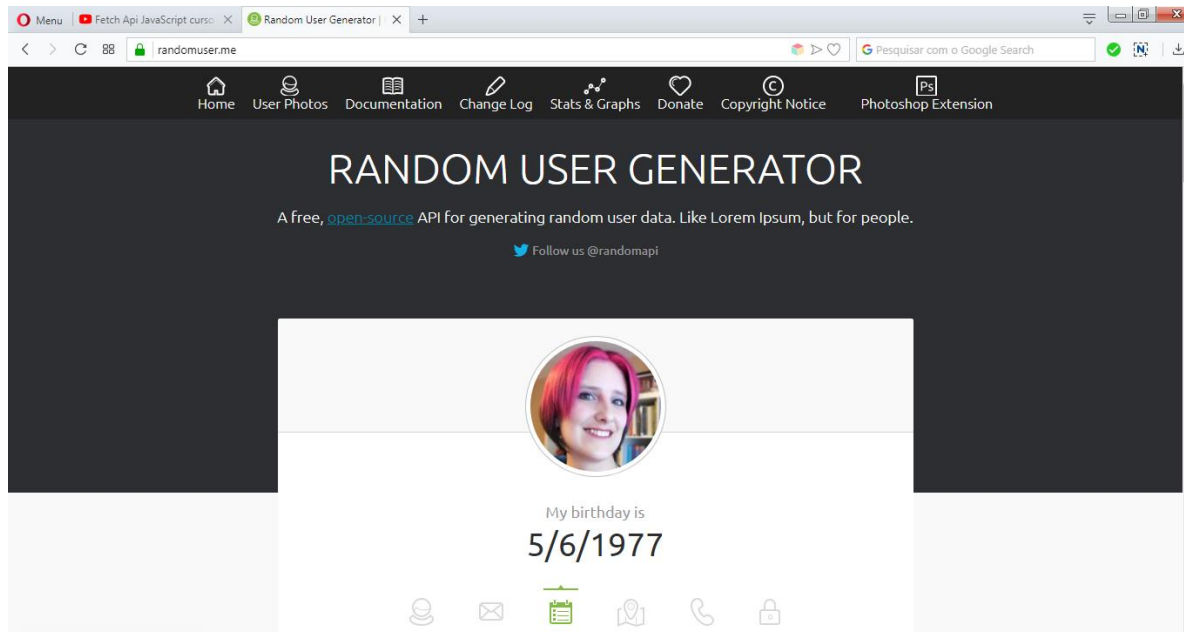 Menu
Fetch Api JavaScript curso
Random User Generator |
randomuser.me
Pesquisar com o Google Search
Home
User Photos
Documentation
Change Log
Stats & Graphs
Donate
Copyright Notice
Ps
Photoshop Extension
RANDOM USER GENERATOR
A free, open-source API for generating random user data. Like Lorem Ipsum, but for people.
Follow us @randomapi
My birthday is
5/6/1977